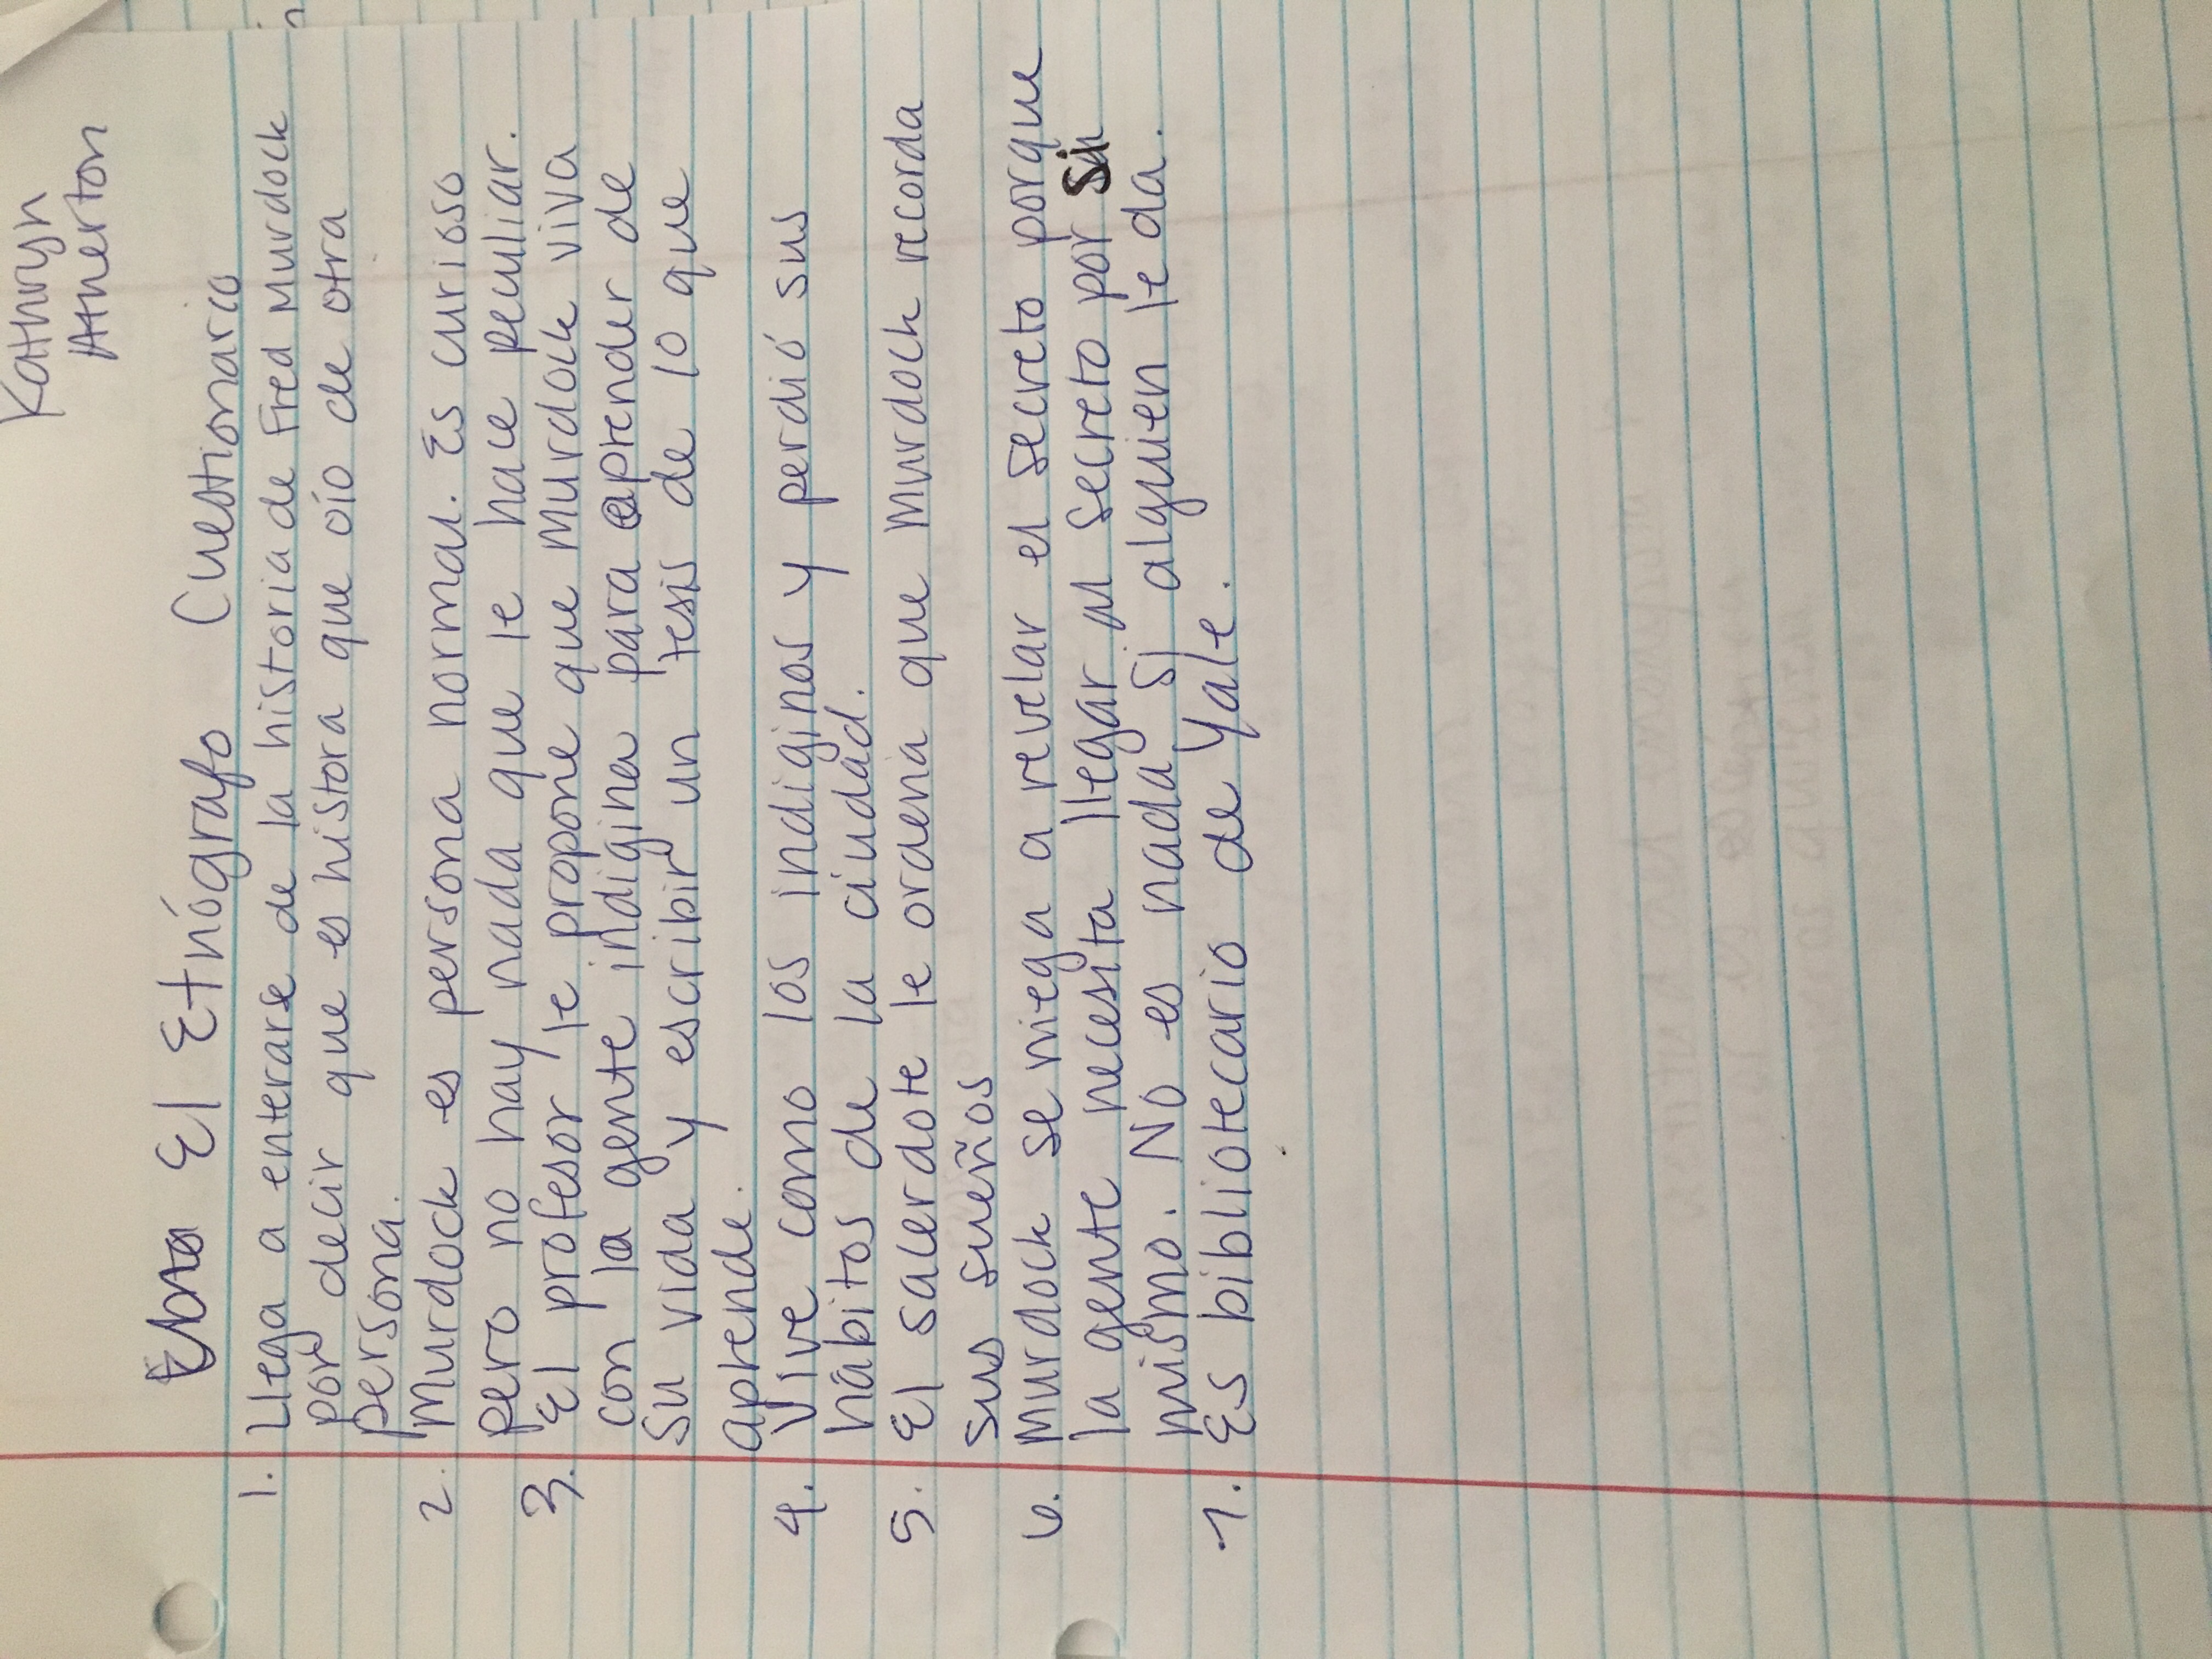 Kathryn
Atherton
El Etnógrafo Cuestionario
1. Llega a enterarse de la historia de Fred Murdock
por decir que es histora que oío de otra
persona.
2. Murdock es persona normal. Es curioso
pero no hay nada que le hace peculiar.
3. El profesor le propone que Murdock viva
con la gente indigina para aprender de
su vida y escribir un tesis de lo que
aprende.
4. Vive como los indiginos y perdió sus
hábitos de la ciudad.
5. El sacerdote le ordena que Murdock recorda
sus sueños
6. Murdock se niega a revelar el secreto porque
la gente necesita llegar al secreto por si
mismo. No es nada si alguien le da.
7. Es bibliotecario de Yale.